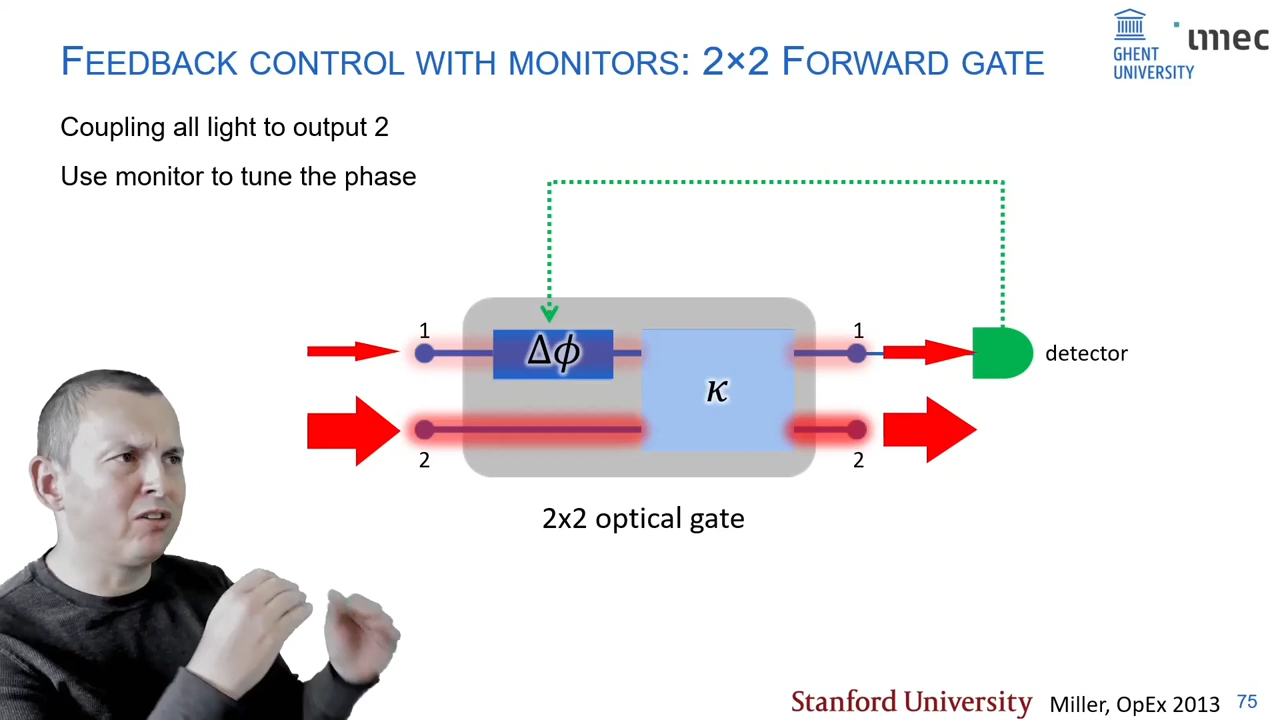 FEEDBACK CONTROL WITH MONITORS: 2×2 FORWARD GATE
GHENT
UNIVERSITY
imec
Coupling all light to output 2
Use monitor to tune the phase
1
Δϕ
1
detector
κ
2
2
2x2 optical gate
Stanford University
Miller, OpEx 2013
75